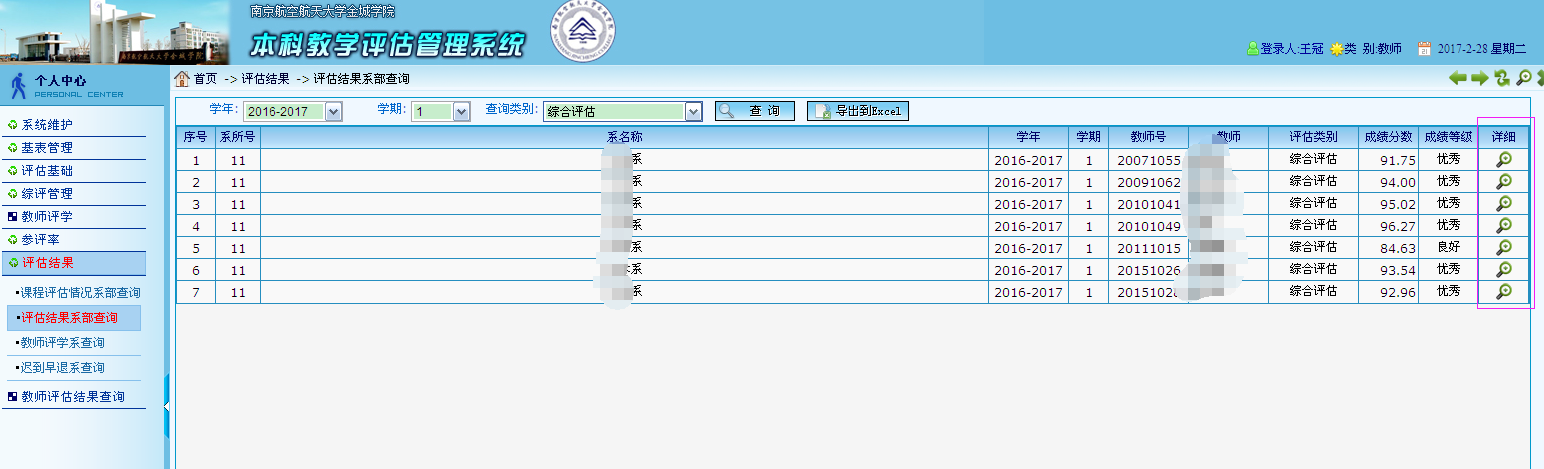 南京航空航天大学金城学院
本科教学评估管理系统
南京航空航天大学金城学院
登录人:王冠 类 别:教师 2017-2-28 星期二
个人中心
PERSONAL CENTER
首页 -> 评估结果 -> 评估结果系部查询
系统维护
基表管理
评估基础
综评管理
教师评学
参评率
评估结果
课程评估情况系部查询
评估结果系部查询
教师评学系查询
迟到早退系查询
教师评估结果查询
学年: 2016-2017 学期: 1 查询类别: 综合评估 查 询 导出到Excel
序号 系所号 系名称 学年 学期 教师号 教师 评估类别 成绩分数 成绩等级 详细
1 11 系 2016-2017 1 20071055 综合评估 91.75 优秀
2 11 系 2016-2017 1 20091062 综合评估 94.00 优秀
3 11 系 2016-2017 1 20101041 综合评估 95.02 优秀
4 11 系 2016-2017 1 20101049 综合评估 96.27 优秀
5 11 系 2016-2017 1 20111015 综合评估 84.63 良好
6 11 系 2016-2017 1 20151026 综合评估 93.54 优秀
7 11 系 2016-2017 1 2015102 综合评估 92.96 优秀